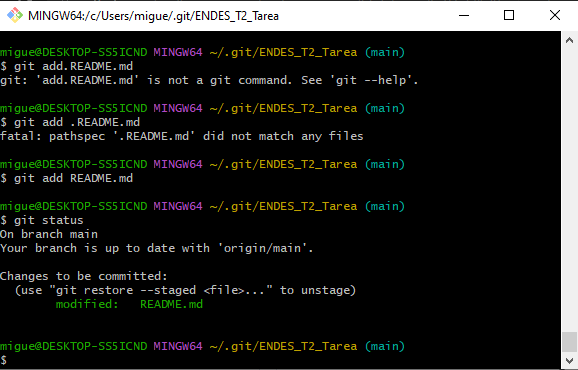 MINGW64:/c/Users/migue/.git/ENDES_T2_Tarea
migue@DESKTOP-SS5ICND MINGW64 ~/.git/ENDES_T2_Tarea (main)
$ git add.README.md
git: 'add.README.md' is not a git command. See 'git --help'.
migue@DESKTOP-SS5ICND MINGW64 ~/.git/ENDES_T2_Tarea (main)
$ git add .README.md
fatal: pathspec '.README.md' did not match any files
migue@DESKTOP-SS5ICND MINGW64 ~/.git/ENDES_T2_Tarea (main)
$ git add README.md
migue@DESKTOP-SS5ICND MINGW64 ~/.git/ENDES_T2_Tarea (main)
$ git status
On branch main
Your branch is up to date with 'origin/main'.
Changes to be committed:
  (use "git restore --staged <file>..." to unstage)
        modified:   README.md
migue@DESKTOP-SS5ICND MINGW64 ~/.git/ENDES_T2_Tarea (main)
$